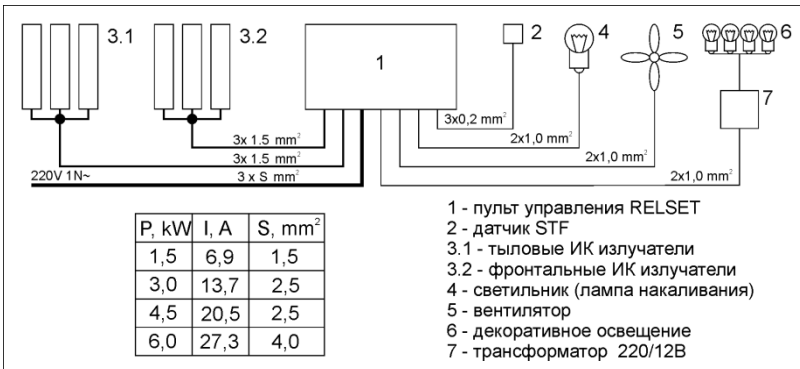 3.1
3.2
1
2
4
5
6
7
3x0,2 mm²
3x 1.5 mm²
2x1,0 mm²
3x 1.5 mm²
2x1,0 mm²
220V 1N~
3 x S mm²
2x1,0 mm²
P, kW I, A S, mm²
1,5 6,9 1,5
3,0 13,7 2,5
4,5 20,5 2,5
6,0 27,3 4,0
1 - пульт управления RELSET
2 - датчик STF
3.1 - тыловые ИК излучатели
3.2 - фронтальные ИК излучатели
4 - светильник (лампа накаливания)
5 - вентилятор
6 - декоративное освещение
7 - трансформатор 220/12В